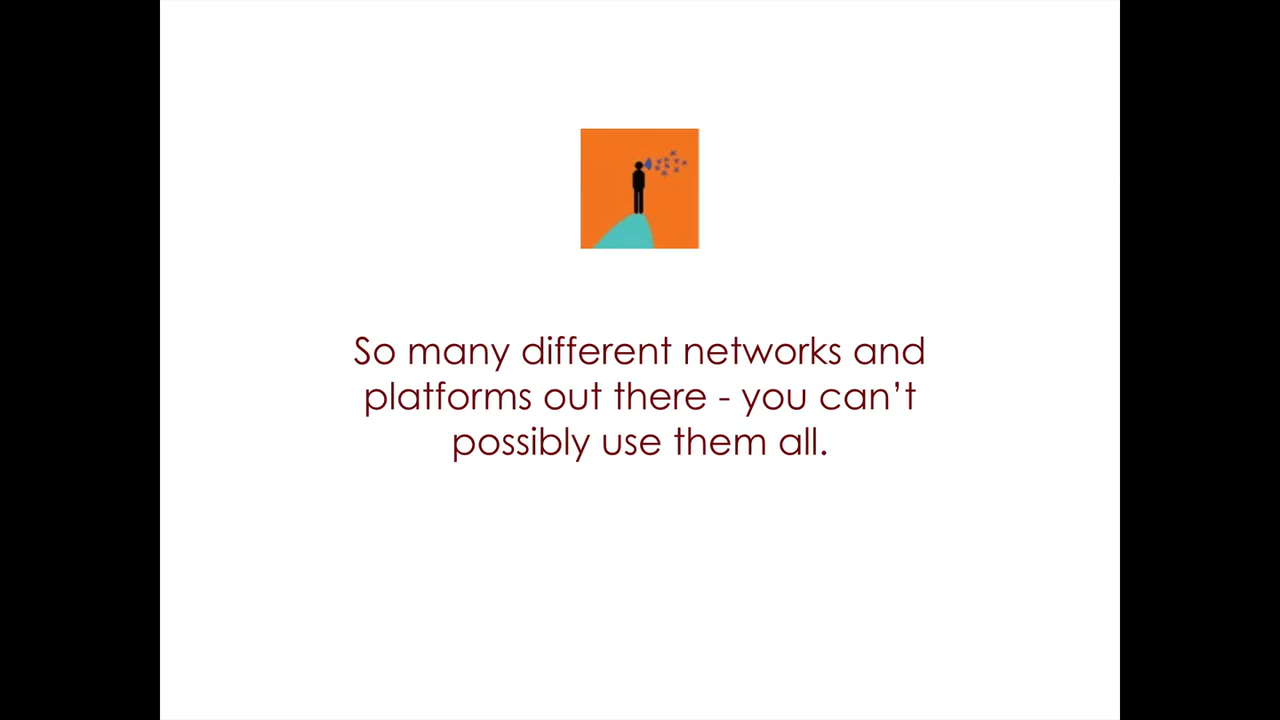 So many different networks and
platforms out there - you can’t
possibly use them all.